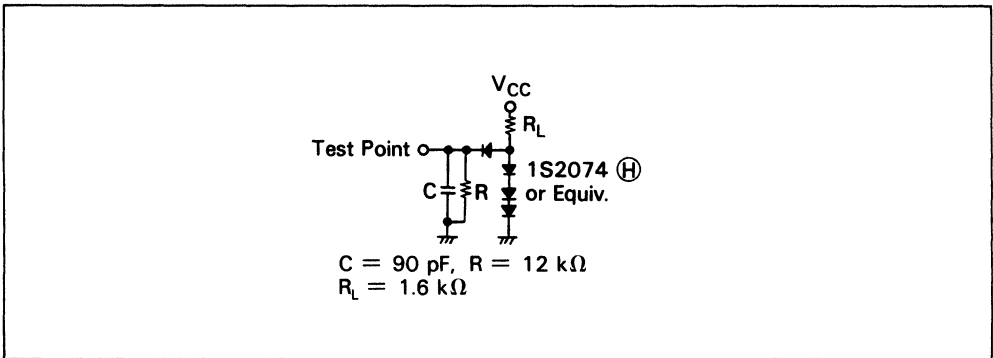 VCC
RL
Test Point
1S2074 Ⓗ
C
R
or Equiv.
C = 90 pF, R = 12 kΩ
RL = 1.6 kΩ